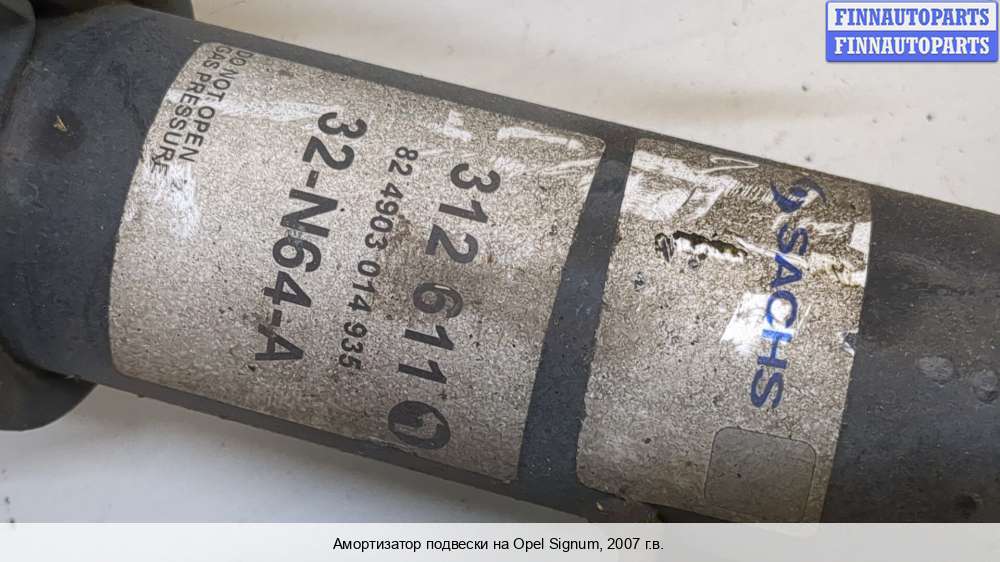 FINNAUTOPARTS
FINNAUTOPARTS
SACHS
312 611 0
82 4903 014 935
32-N64-A
DO NOT OPEN
GAS PRESSURE
Амортизатор подвески на Opel Signum, 2007 г.в.